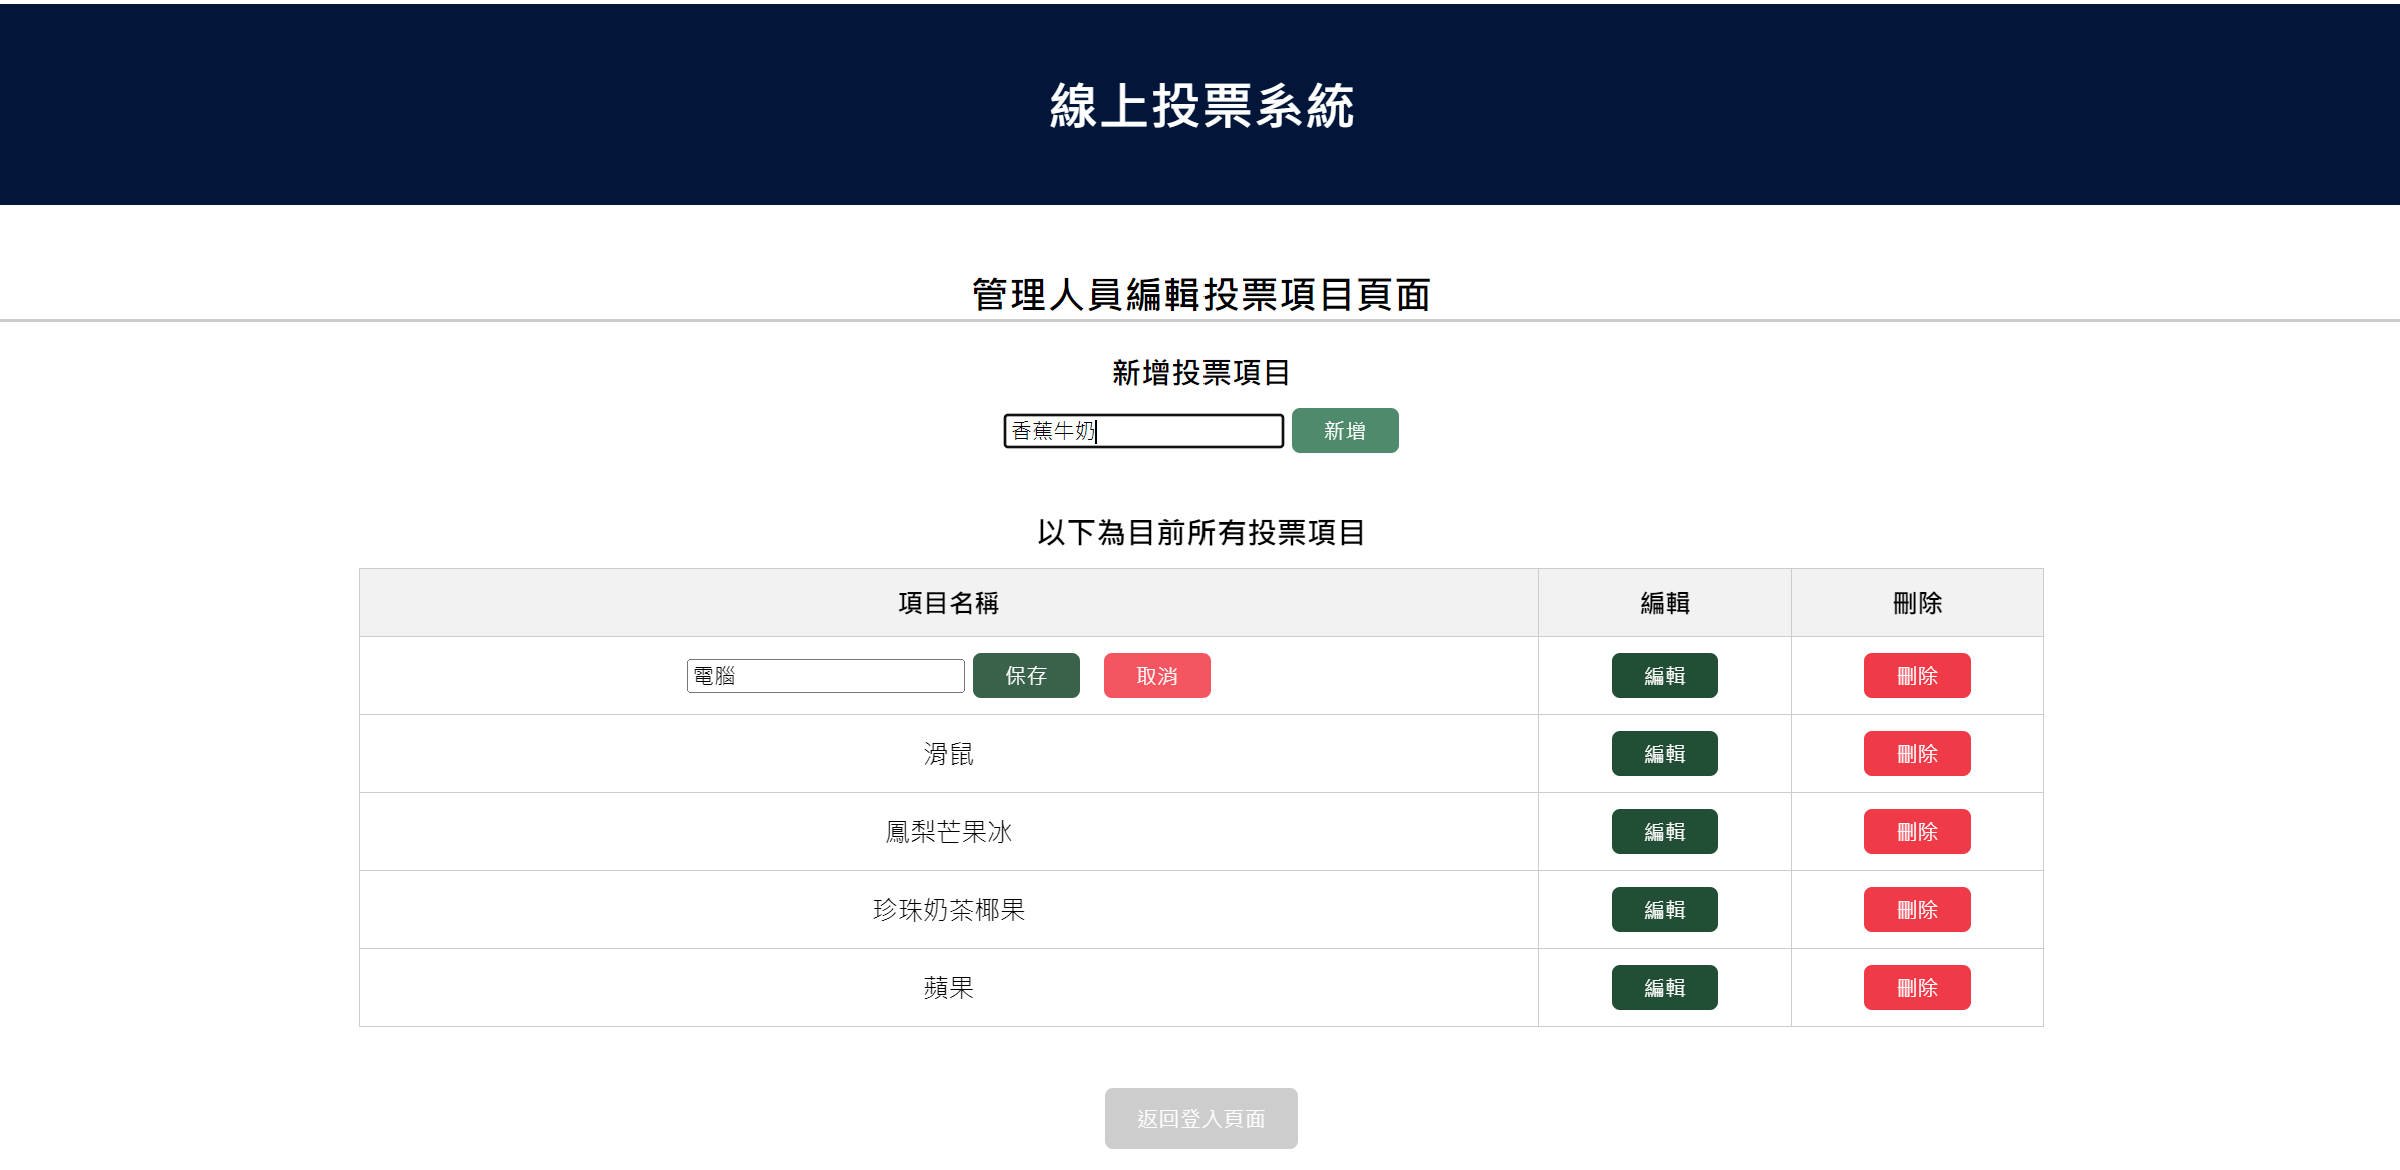 線上投票系統
管理人員編輯投票項目頁面
新增投票項目
香蕉牛奶 新增
以下為目前所有投票項目
項目名稱 編輯 刪除
電腦 保存 取消 編輯 刪除
滑鼠 編輯 刪除
鳳梨芒果冰 編輯 刪除
珍珠奶茶椰果 編輯 刪除
蘋果 編輯 刪除
返回登入頁面